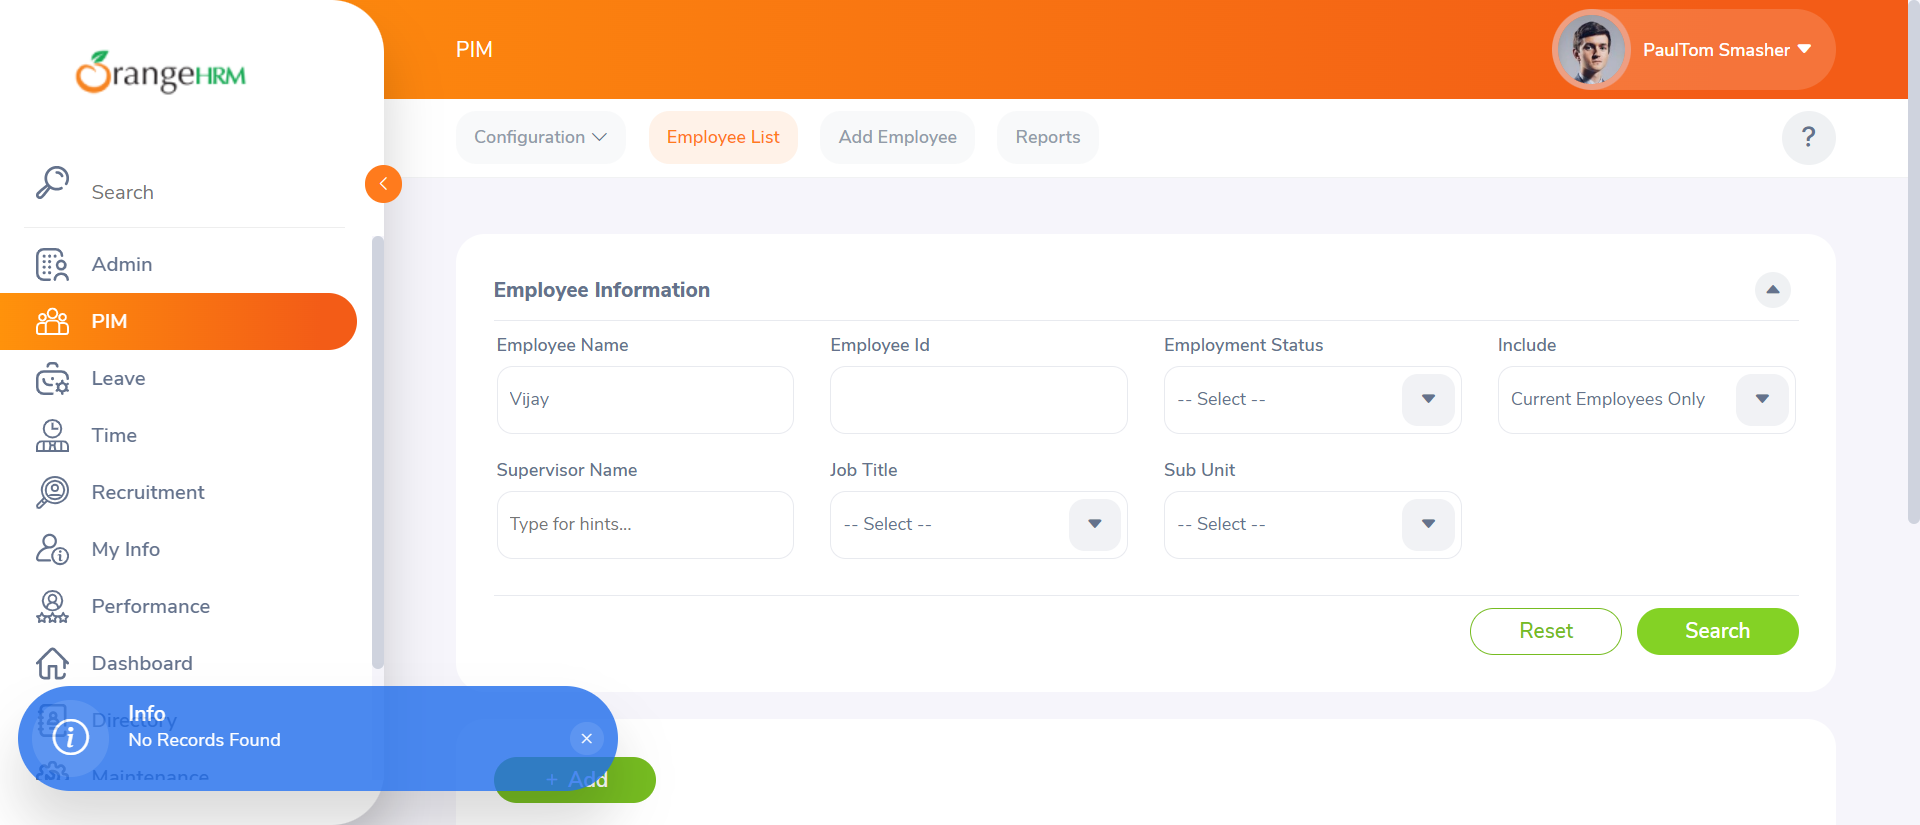 OrangeHRM
PIM
PaulTom Smasher
Configuration
Employee List
Add Employee
Reports
?
Search
Admin
PIM
Leave
Time
Recruitment
My Info
Performance
Dashboard
Directory
Maintenance
Employee Information
Employee Name
Employee Id
Employment Status
Include
Vijay
-- Select --
Current Employees Only
Supervisor Name
Job Title
Sub Unit
Type for hints...
-- Select --
-- Select --
Reset
Search
Info
No Records Found
+ Add